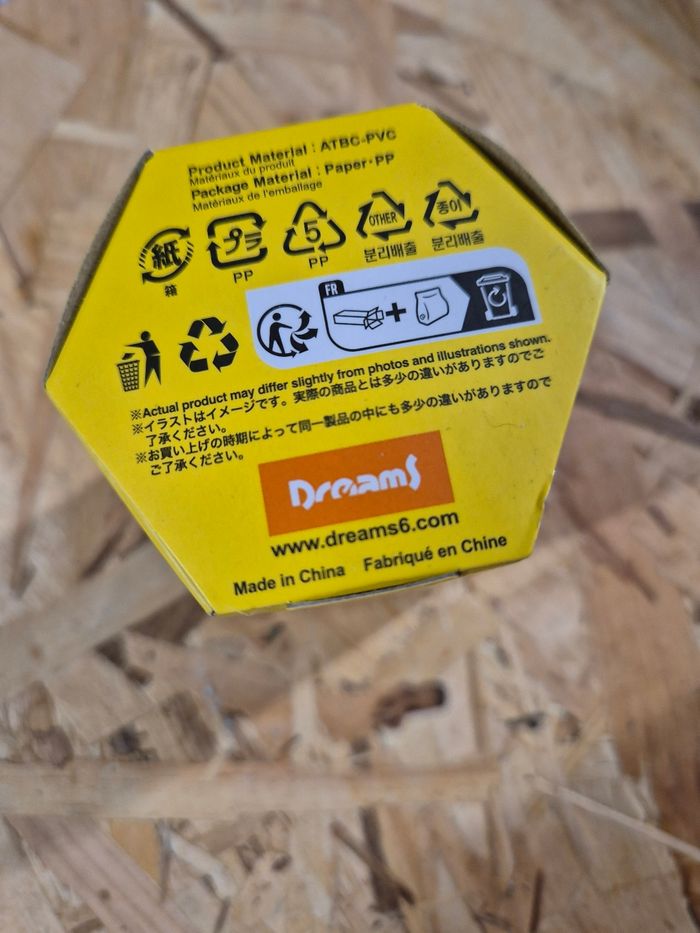 Product Material : ATBC-PVC
Matériaux du produit
Package Material : Paper・PP
Matériaux de l'emballage
紙 プラ 5 OTHER 종이
箱 PP PP 분리배출 분리배출
FR
※Actual product may differ slightly from photos and illustrations shown.
※イラストはイメージです。実際の商品とは多少の違いがありますのでご
了承ください。
※お買い上げの時期によって同一製品の中にも多少の違いがありますので
ご了承ください。
Dreams
www.dreams6.com
Made in China Fabriqué en Chine